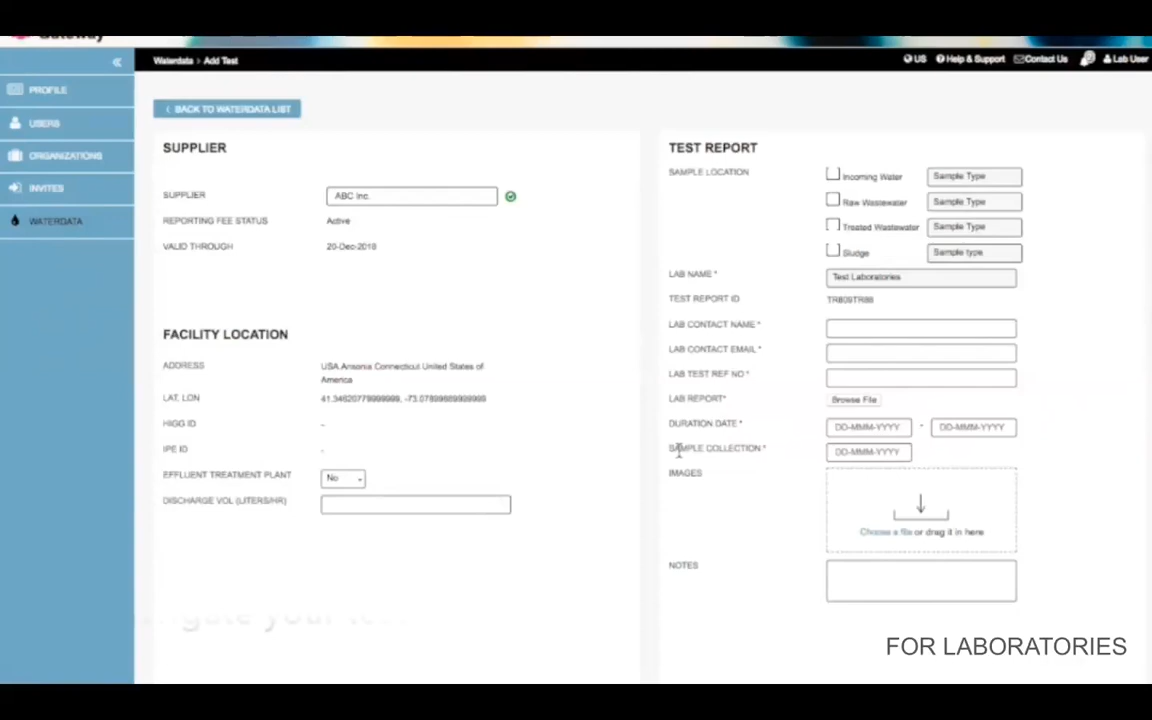 Gateway
Waterdata > Add Test
US Help & Support Contact Us Lab User
PROFILE
USERS
ORGANIZATIONS
INVITES
WATERDATA
‹ BACK TO WATERDATA LIST
SUPPLIER
SUPPLIER ABC Inc.
REPORTING FEE STATUS Active
VALID THROUGH 20-Dec-2018
FACILITY LOCATION
ADDRESS USA Ansonia Connecticut United States of
America
LAT, LON
HIGG ID -
IPE ID -
EFFLUENT TREATMENT PLANT No
DISCHARGE VOL (LITERS/HR)
TEST REPORT
SAMPLE LOCATION Incoming Water Sample Type
Raw Wastewater Sample Type
Treated Wastewater Sample Type
Sludge Sample type
LAB NAME * Test Laboratories
TEST REPORT ID
LAB CONTACT NAME *
LAB CONTACT EMAIL *
LAB TEST REF NO *
LAB REPORT* Browse File
DURATION DATE * DD-MMM-YYYY - DD-MMM-YYYY
SAMPLE COLLECTION * DD-MMM-YYYY
IMAGES
Choose a file or drag it in here
NOTES
FOR LABORATORIES